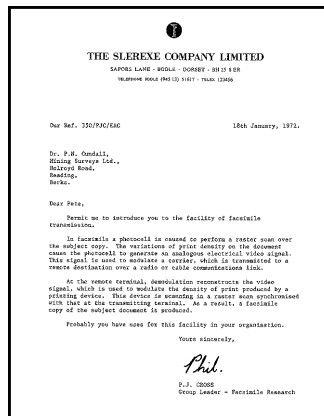 THE SLEREXE COMPANY LIMITED
SAPORS LANE - BOOLE - DORSET - BH 25 8 ER
TELEPHONE BOOLE (945 13) 51617 - TELEX 123456
Our Ref. 350/PJC/EAC
18th January, 1972.
Dr. P.N. Cundall,
Mining Surveys Ltd.,
Holroyd Road,
Reading,
Berks.
Dear Pete,
Permit me to introduce you to the facility of facsimile
transmission.
In facsimile a photocell is caused to perform a raster scan over
the subject copy. The variations of print density on the document
cause the photocell to generate an analogous electrical video signal.
This signal is used to modulate a carrier, which is transmitted to a
remote destination over a radio or cable communications link.
At the remote terminal, demodulation reconstructs the video
signal, which is used to modulate the density of print produced by a
printing device. This device is scanning in a raster scan synchronised
with that at the transmitting terminal. As a result, a facsimile
copy of the subject document is produced.
Probably you have uses for this facility in your organisation.
Yours sincerely,
Phil.
P.J. CROSS
Group Leader - Facsimile Research